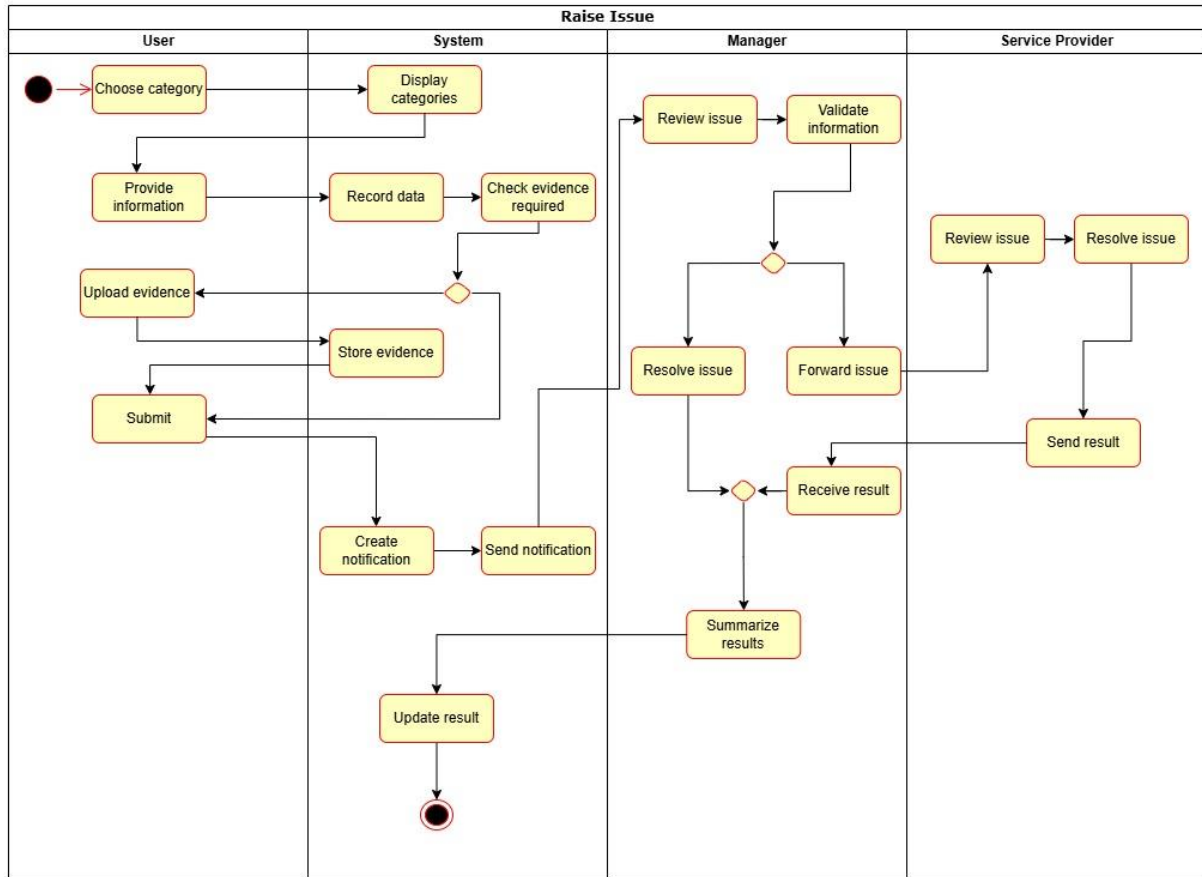 Raise Issue
User
System
Manager
Service Provider
Choose category
Display
categories
Review issue
Validate
information
Provide
information
Record data
Check evidence
required
Review issue
Resolve issue
Upload evidence
Store evidence
Resolve issue
Forward issue
Submit
Send result
Receive result
Create
notification
Send notification
Summarize
results
Update result